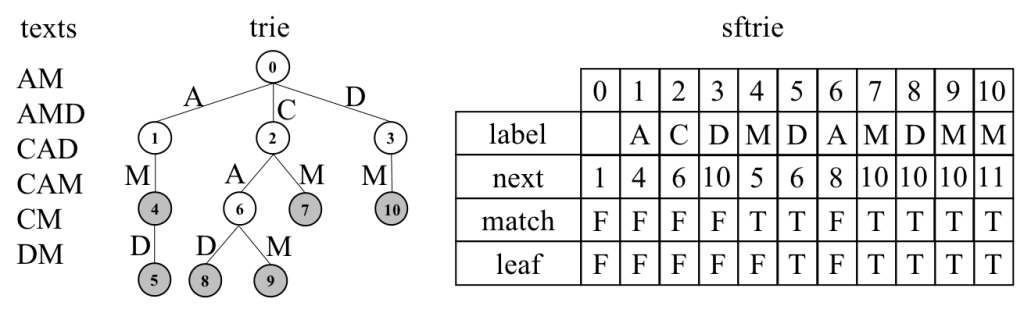 texts trie sftrie
AM
AMD
CAD
CAM
CM
DM
0
A C D
1 2 3
M A M M
4 6 7 10
D D M
5 8 9
0 1 2 3 4 5 6 7 8 9 10
label A C D M D A M D M M
next 1 4 6 10 5 6 8 10 10 10 11
match F F F F T T F T T T T
leaf F F F F F T F T T T T